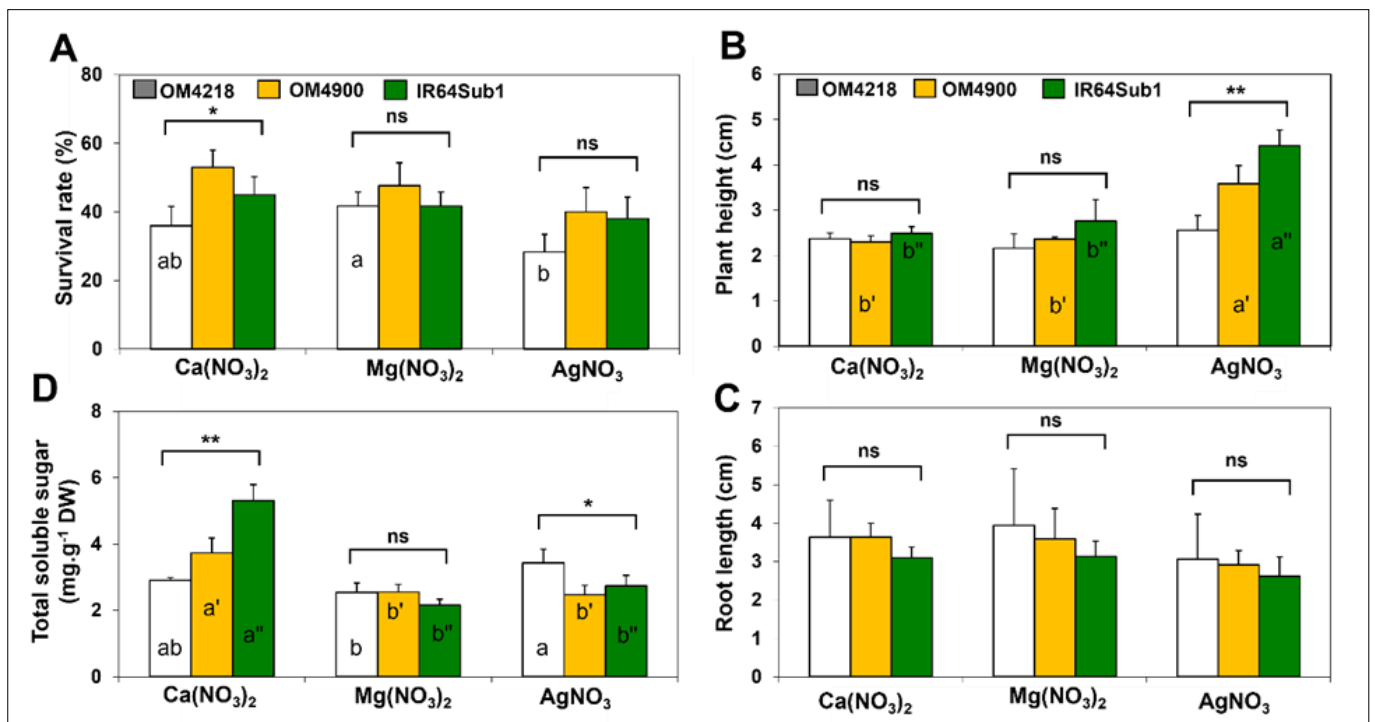 A
Survival rate (%)
80
60
40
20
0
OM4218 OM4900 IR64Sub1
*
ns
ns
ab
a
b
Ca(NO₃)₂ Mg(NO₃)₂ AgNO₃
B
Plant height (cm)
6
5
4
3
2
1
0
OM4218 OM4900 IR64Sub1
ns
ns
**
b' b''
b' b''
a' a''
Ca(NO₃)₂ Mg(NO₃)₂ AgNO₃
D
Total soluble sugar
(mg.g⁻¹ DW)
8
6
4
2
0
**
ns
*
ab a' a''
b b' b''
a b' b''
Ca(NO₃)₂ Mg(NO₃)₂ AgNO₃
C
Root length (cm)
7
6
5
4
3
2
1
0
ns
ns
ns
Ca(NO₃)₂ Mg(NO₃)₂ AgNO₃